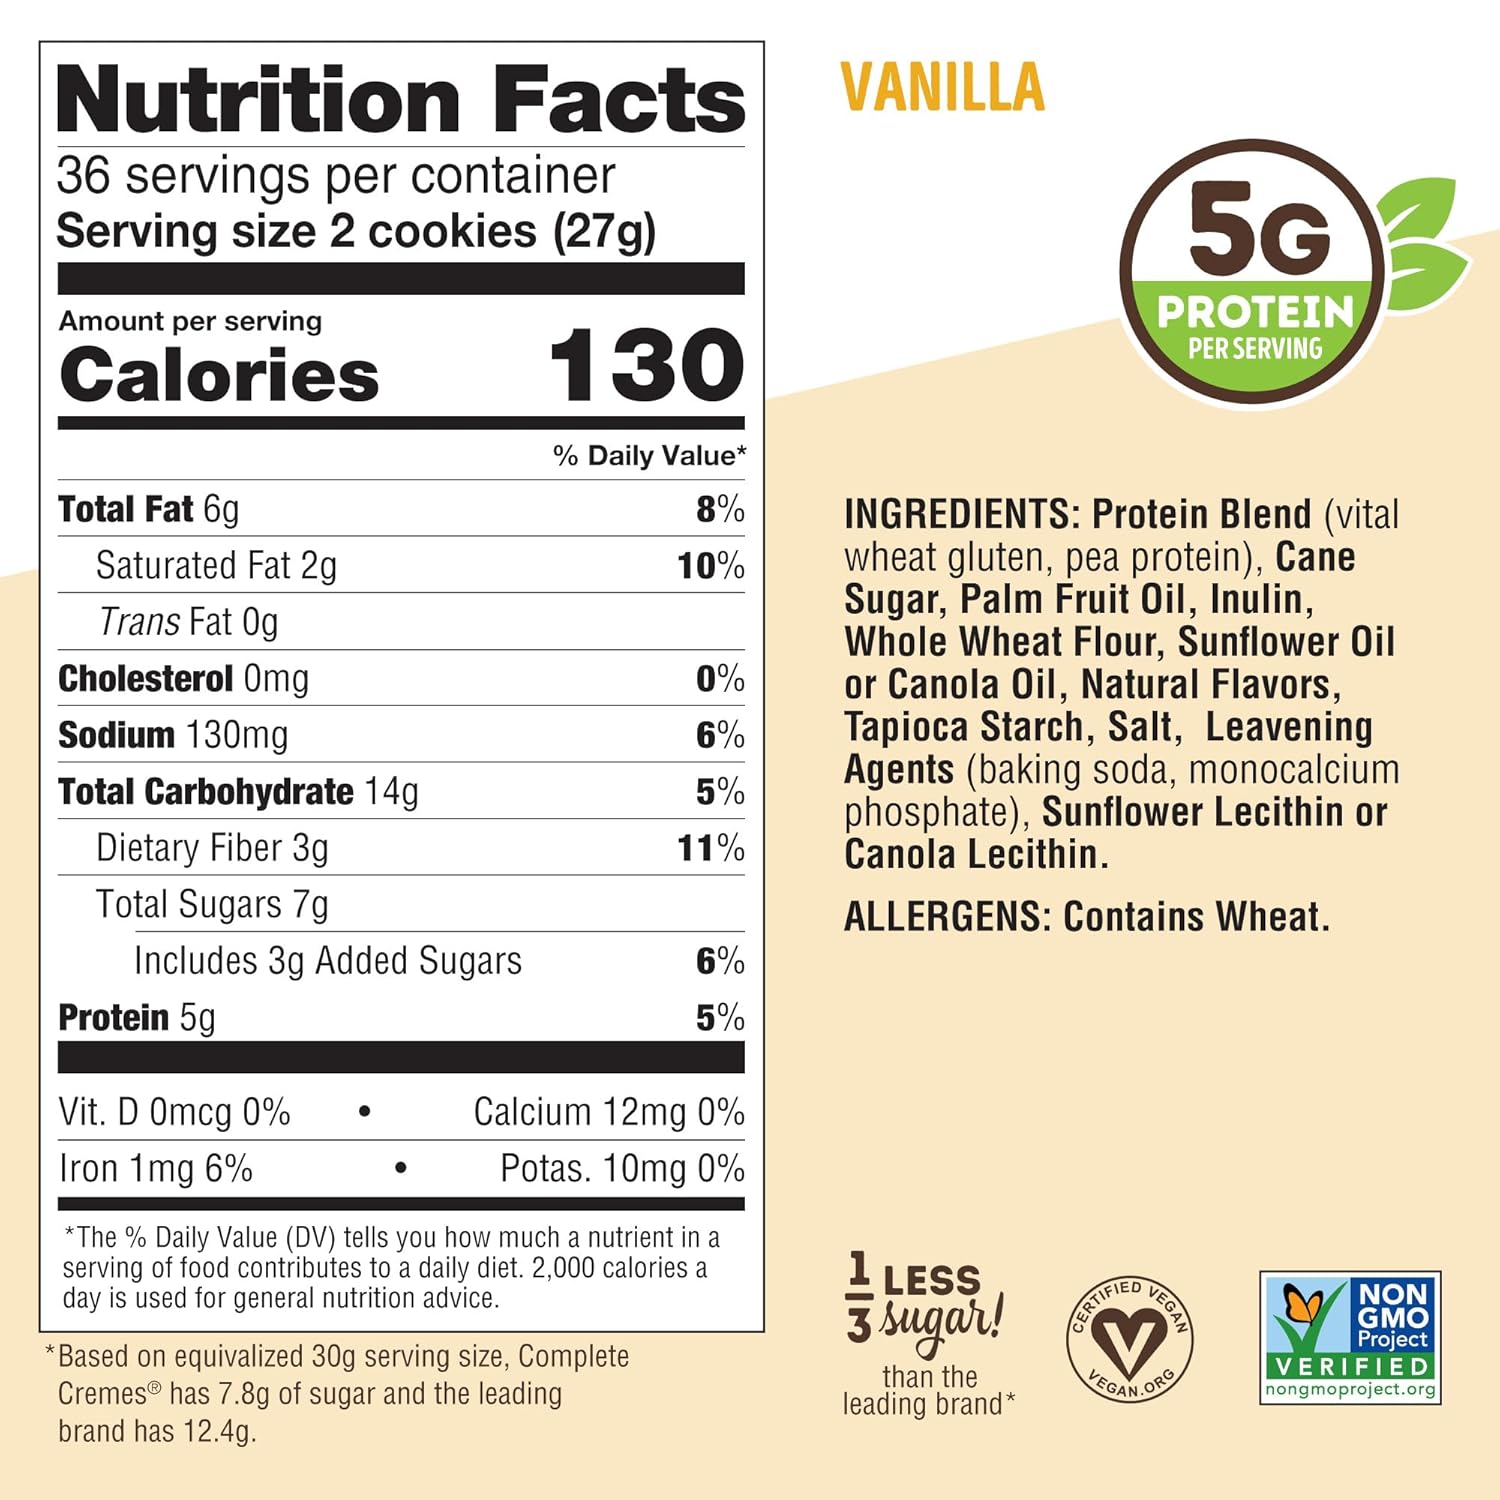 Nutrition Facts
36 servings per container
Serving size 2 cookies (27g)
Amount per serving
Calories 130
% Daily Value*
Total Fat 6g 8%
Saturated Fat 2g 10%
Trans Fat 0g
Cholesterol 0mg 0%
Sodium 130mg 6%
Total Carbohydrate 14g 5%
Dietary Fiber 3g 11%
Total Sugars 7g
Includes 3g Added Sugars 6%
Protein 5g 5%
Vit. D 0mcg 0% • Calcium 12mg 0%
Iron 1mg 6% • Potas. 10mg 0%
*The % Daily Value (DV) tells you how much a nutrient in a
serving of food contributes to a daily diet. 2,000 calories a
day is used for general nutrition advice.
*Based on equivalized 30g serving size, Complete
Cremes® has 7.8g of sugar and the leading
brand has 12.4g.
VANILLA
5G
PROTEIN
PER SERVING
INGREDIENTS: Protein Blend (vital
wheat gluten, pea protein), Cane
Sugar, Palm Fruit Oil, Inulin,
Whole Wheat Flour, Sunflower Oil
or Canola Oil, Natural Flavors,
Tapioca Starch, Salt, Leavening
Agents (baking soda, monocalcium
phosphate), Sunflower Lecithin or
Canola Lecithin.
ALLERGENS: Contains Wheat.
1/3 LESS
sugar!
than the
leading brand*
CERTIFIED VEGAN
V
VEGAN.ORG
NON
GMO
Project
VERIFIED
nongmoproject.org